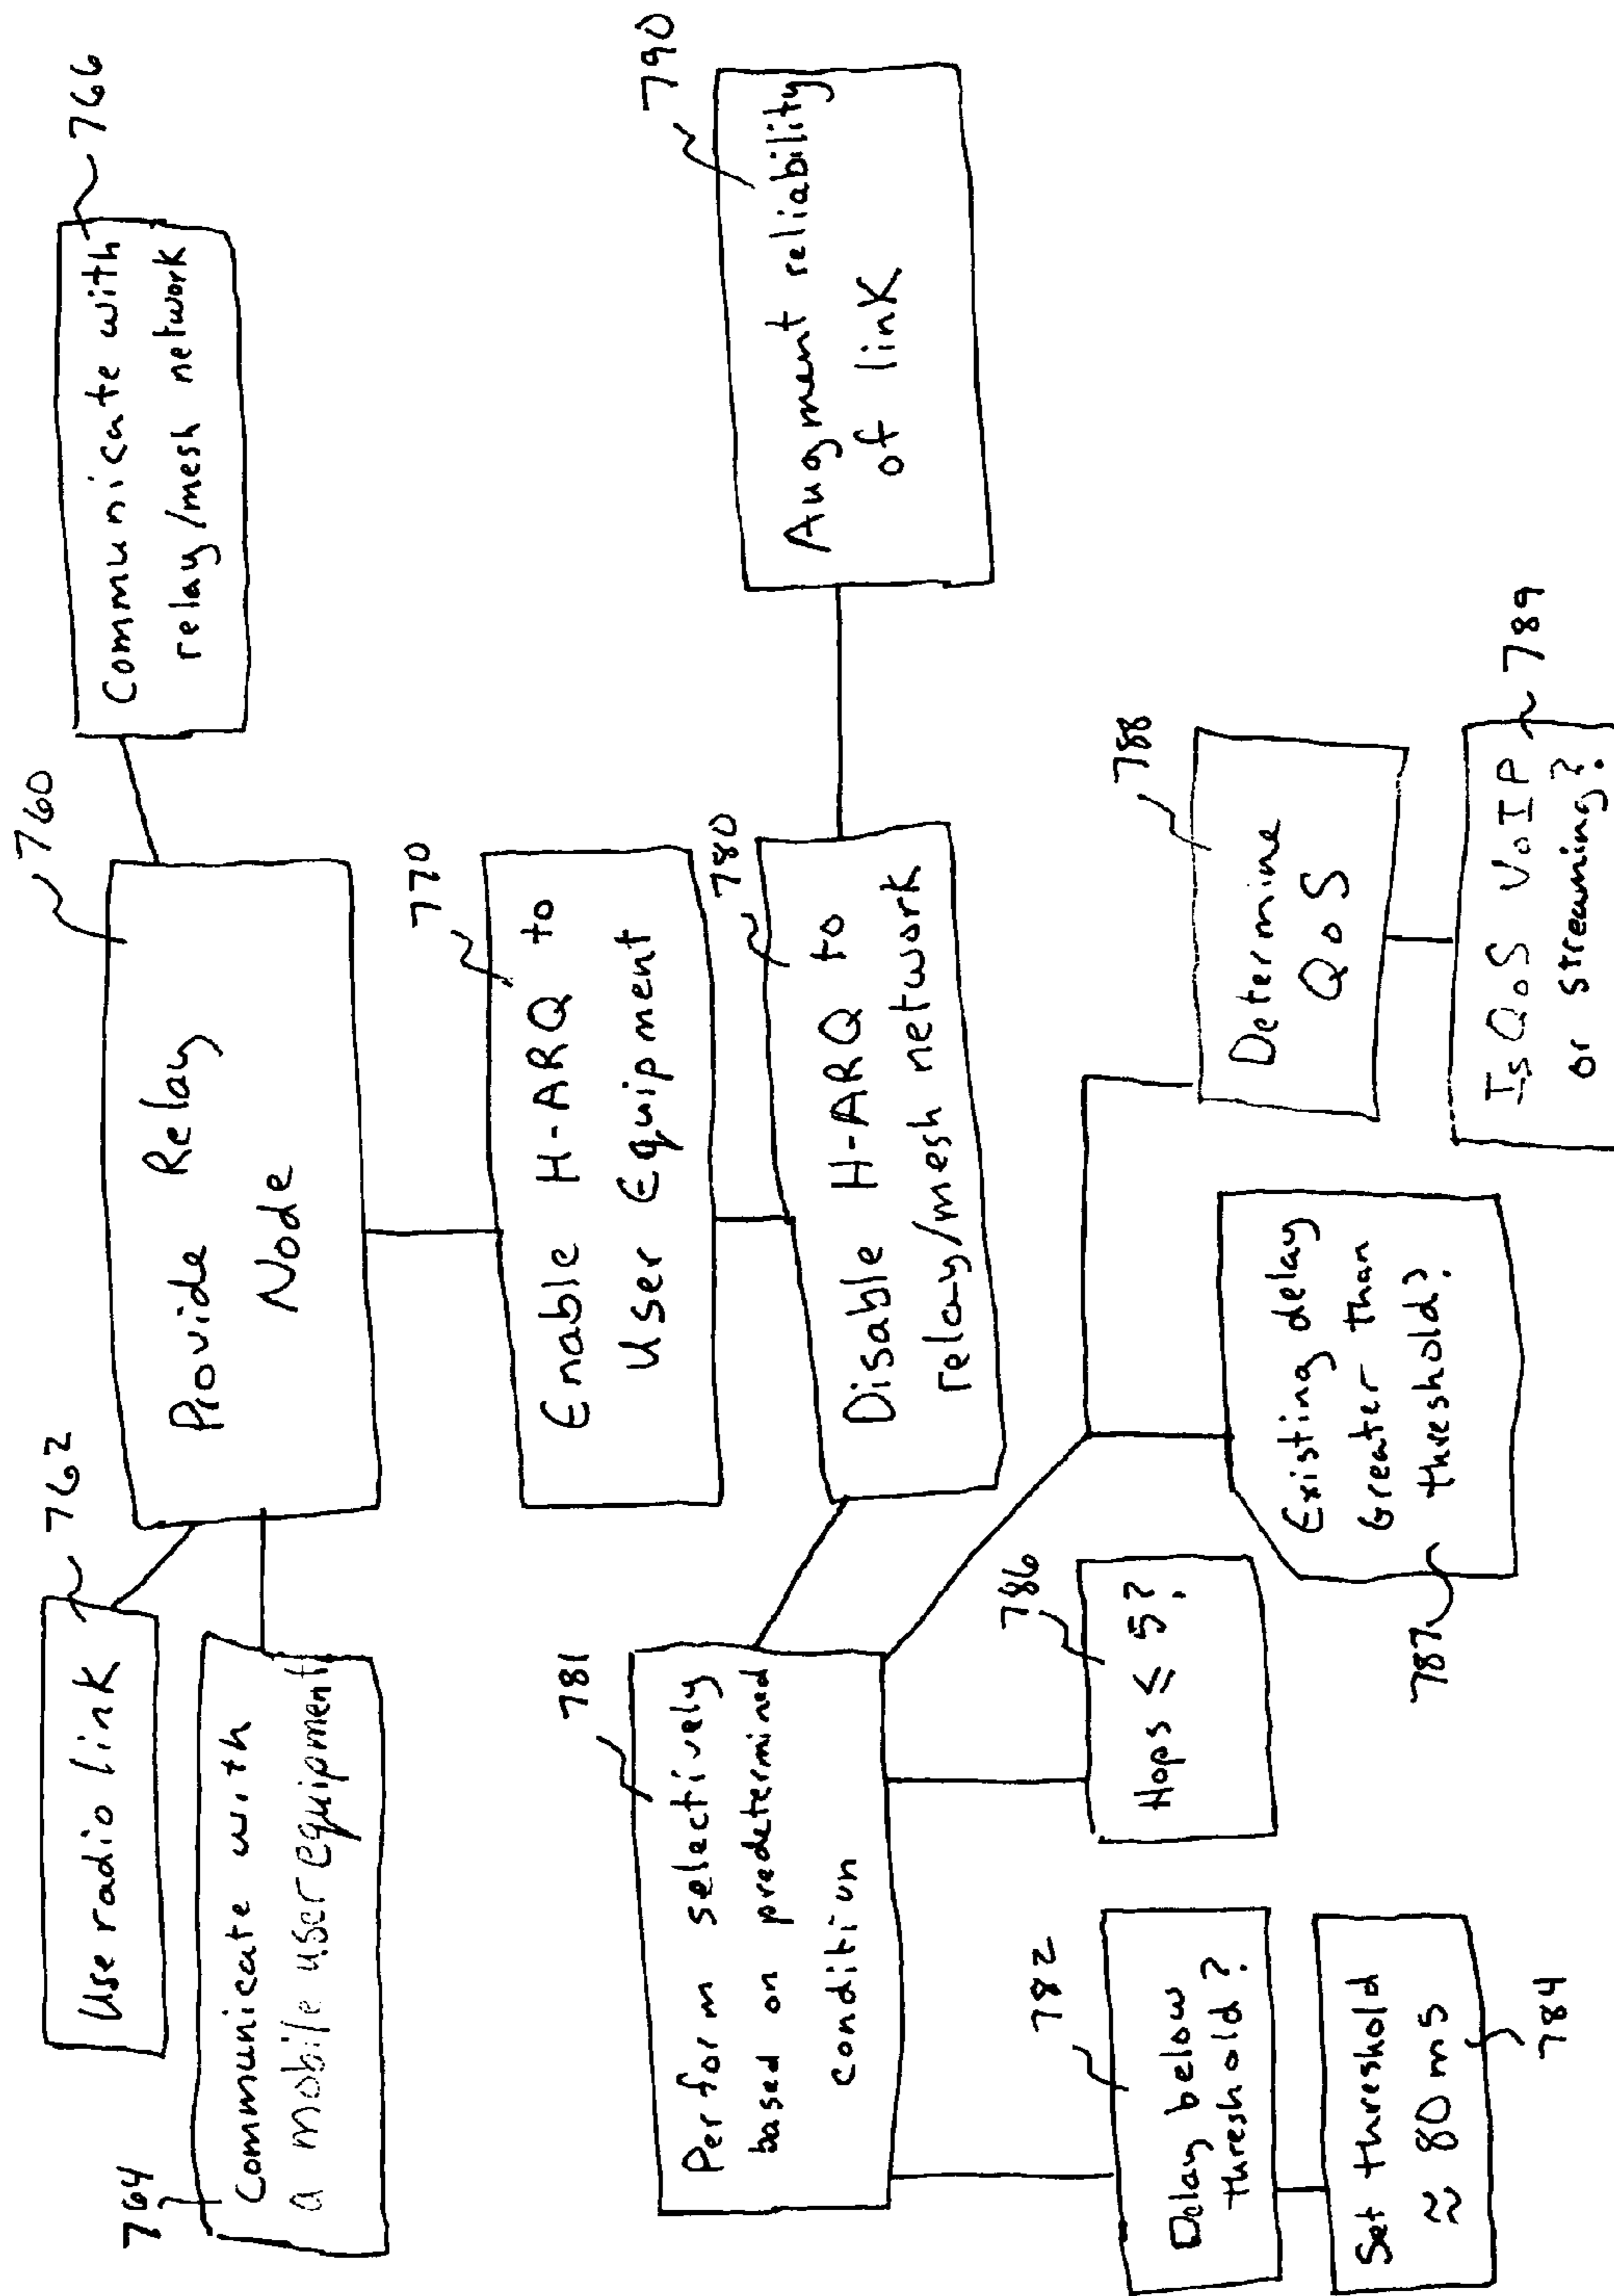 762
Use radio link
764
Communicate with
a mobile user equipment
760
Provide Relay
Node
766
Communicate with
relay/mesh network
770
Enable H-ARQ to
User Equipment
780
Disable H-ARQ to
relay/mesh network
790
Augment reliability
of link
781
Perform selectively
based on predetermined
condition
782
Delay below
threshold?
Set threshold
≈ 80 ms
784
786
Hops ≤ 5?
787
Existing delay
Greater than
threshold?
788
Determine
QoS
Is QoS VoIP
or streaming?
789